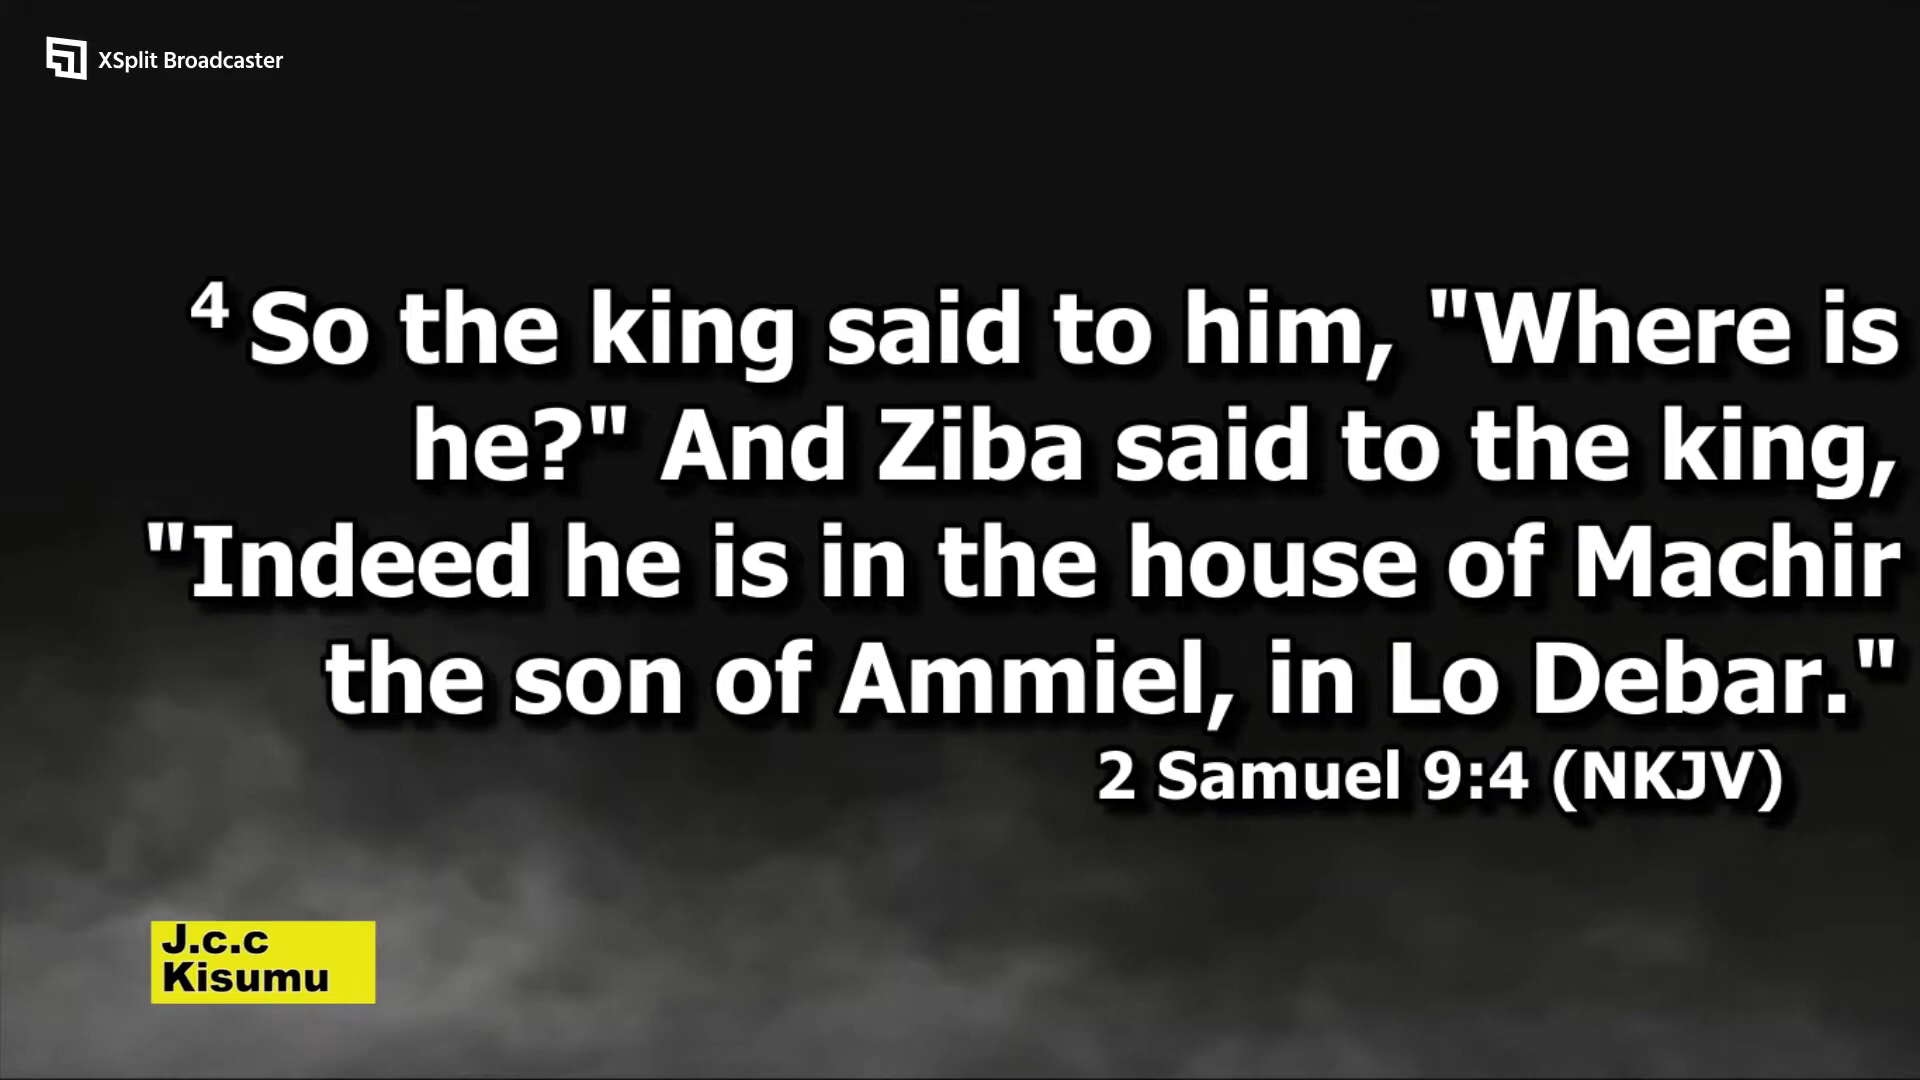 XSplit Broadcaster
4 So the king said to him, "Where is
he?" And Ziba said to the king,
"Indeed he is in the house of Machir
the son of Ammiel, in Lo Debar."
2 Samuel 9:4 (NKJV)
J.c.c
Kisumu